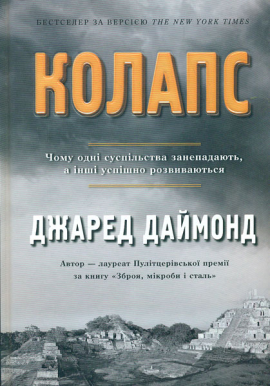 БЕСТСЕЛЕР ЗА ВЕРСІЄЮ THE NEW YORK TIMES
КОЛАПС
Чому одні суспільства занепадають,
а інші успішно розвиваються
ДЖАРЕД ДАЙМОНД
Автор — лауреат Пулітцерівської премії
за книгу «Зброя, мікроби і сталь»